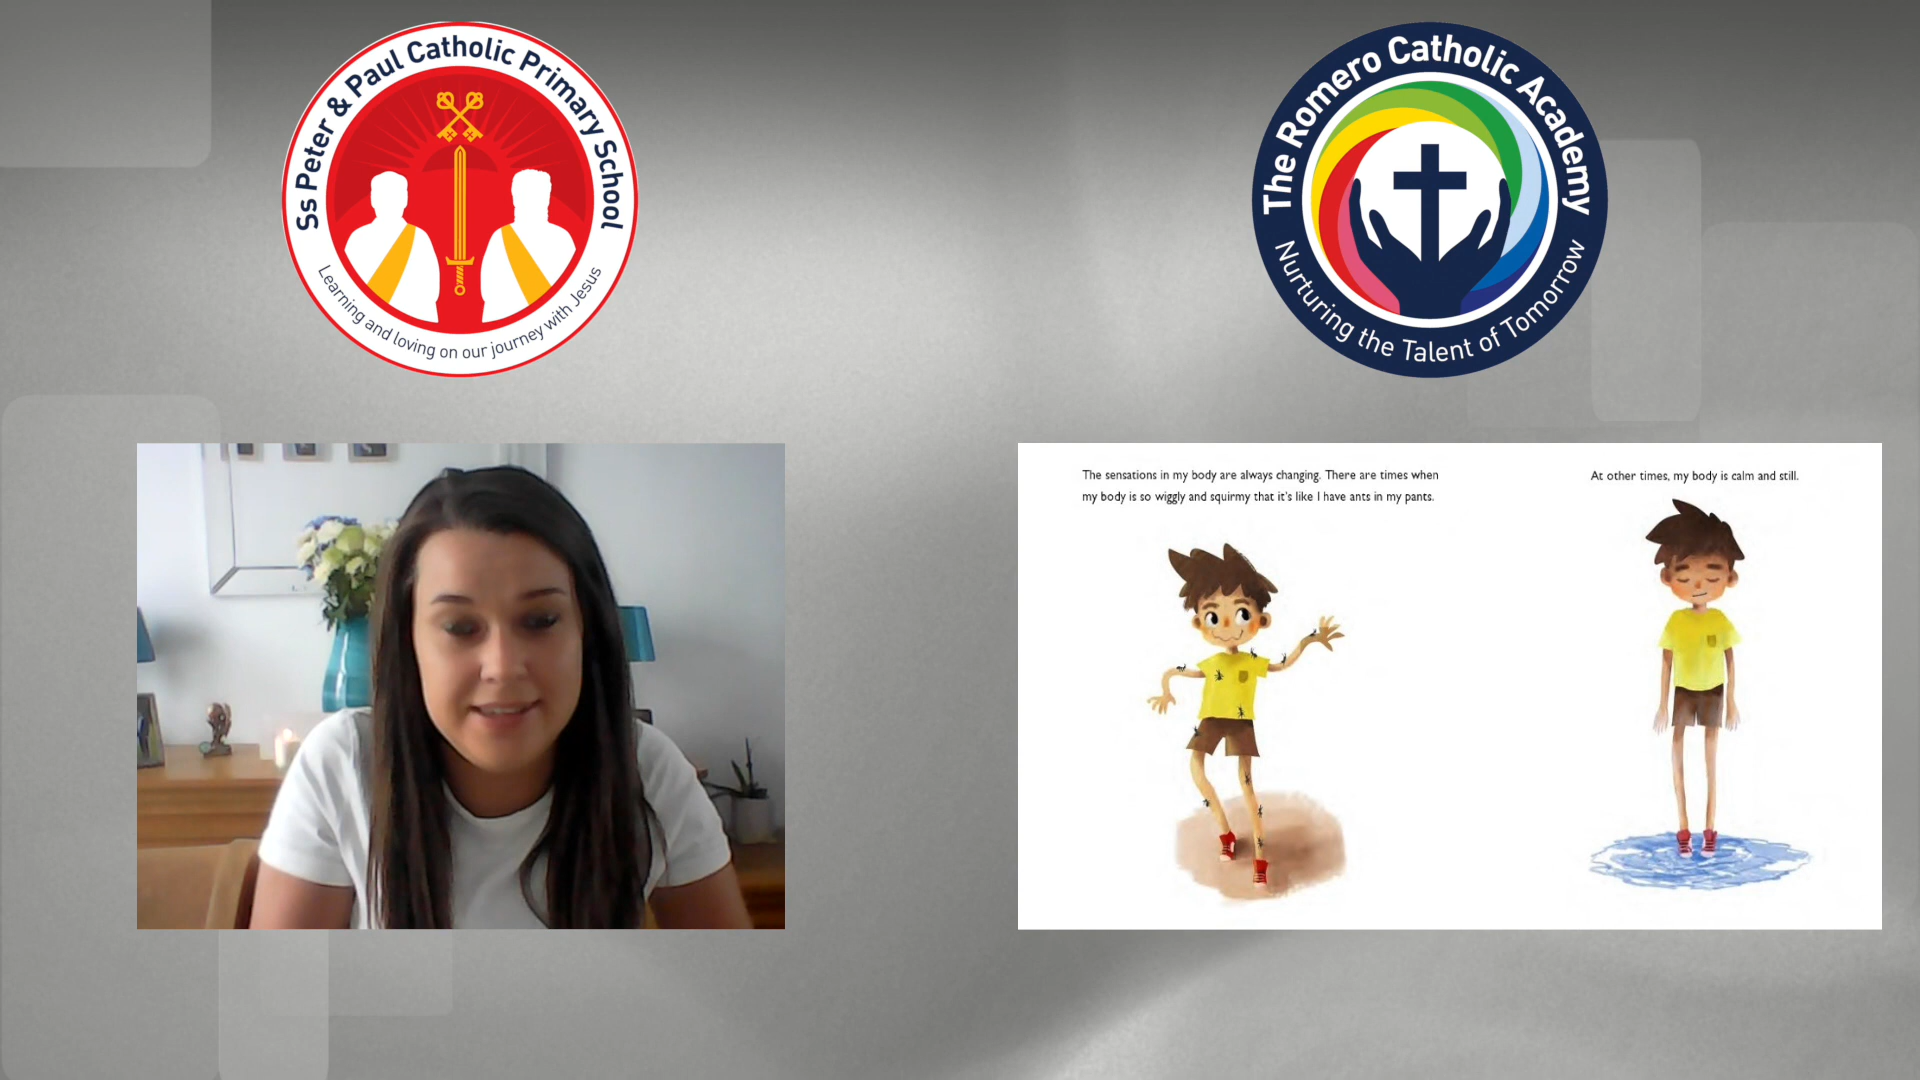 Ss Peter & Paul Catholic Primary School
Learning and loving on our journey with Jesus
The Romero Catholic Academy
Nurturing the Talent of Tomorrow
The sensations in my body are always changing. There are times when
my body is so wiggly and squirmy that it's like I have ants in my pants.
At other times, my body is calm and still.